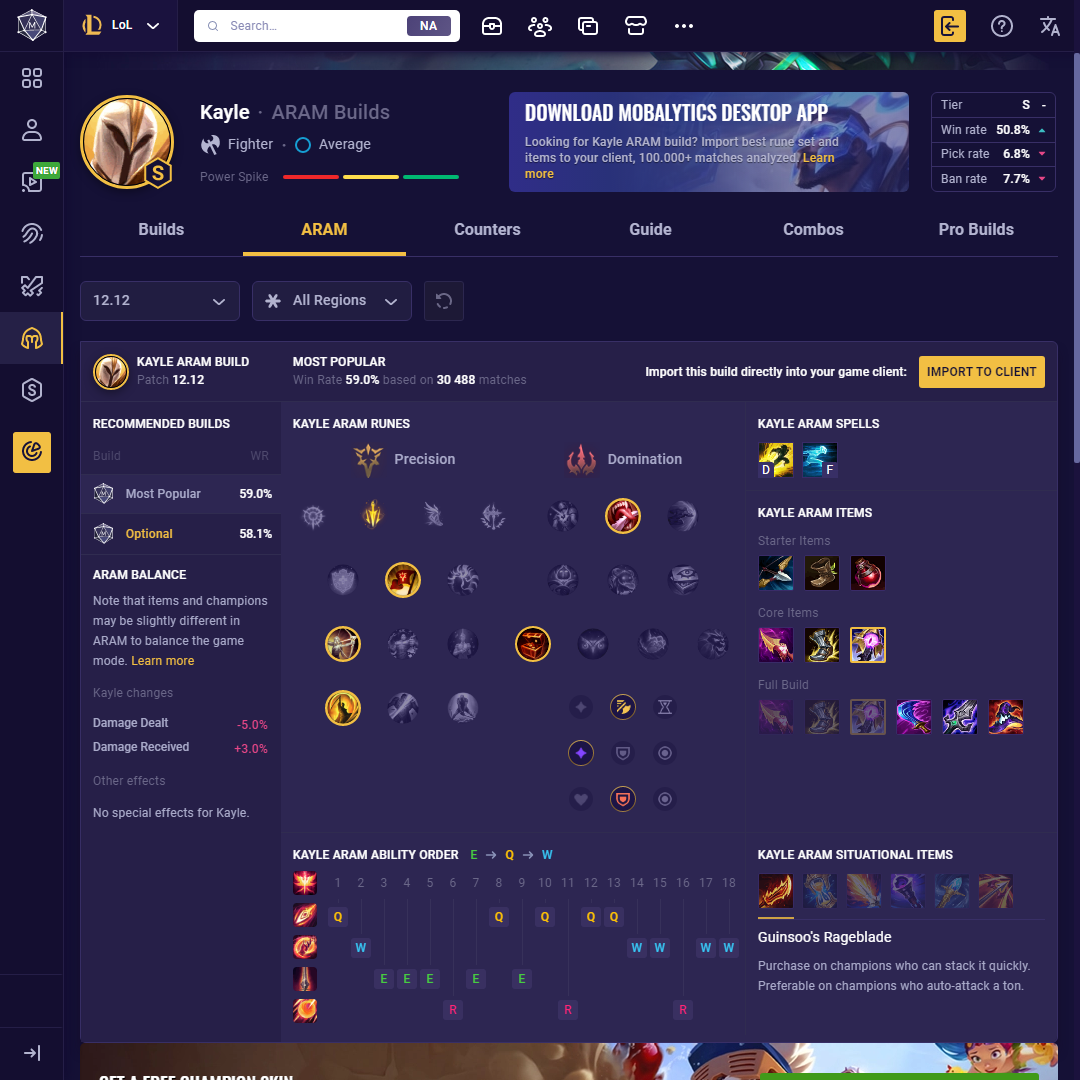 LoL
Search...
NA
NEW
Kayle · ARAM Builds
Fighter · Average
Power Spike
S
DOWNLOAD MOBALYTICS DESKTOP APP
Looking for Kayle ARAM build? Import best rune set and
items to your client, 100.000+ matches analyzed. Learn
more
Tier S -
Win rate 50.8%
Pick rate 6.8%
Ban rate 7.7%
Builds
ARAM
Counters
Guide
Combos
Pro Builds
12.12
All Regions
KAYLE ARAM BUILD
Patch 12.12
MOST POPULAR
Win Rate 59.0% based on 30 488 matches
Import this build directly into your game client:
IMPORT TO CLIENT
RECOMMENDED BUILDS
Build WR
Most Popular 59.0%
Optional 58.1%
ARAM BALANCE
Note that items and champions
may be slightly different in
ARAM to balance the game
mode. Learn more
Kayle changes
Damage Dealt -5.0%
Damage Received +3.0%
Other effects
No special effects for Kayle.
KAYLE ARAM RUNES
Precision
Domination
KAYLE ARAM SPELLS
D F
KAYLE ARAM ITEMS
Starter Items
Core Items
Full Build
KAYLE ARAM ABILITY ORDER E → Q → W
1 2 3 4 5 6 7 8 9 10 11 12 13 14 15 16 17 18
Q Q Q Q Q
W W W W W
E E E E E
R R R
KAYLE ARAM SITUATIONAL ITEMS
Guinsoo's Rageblade
Purchase on champions who can stack it quickly.
Preferable on champions who auto-attack a ton.
GET A FREE CHAMPION SKIN